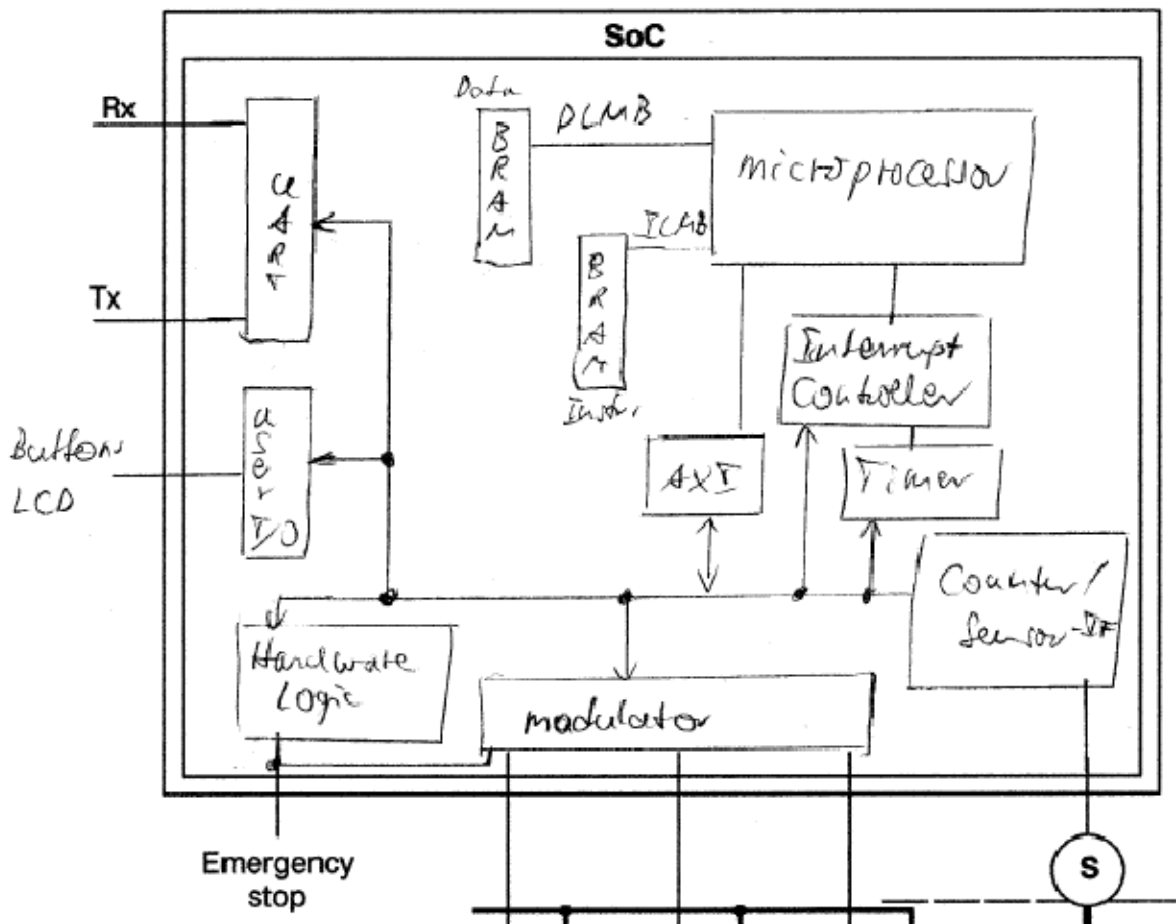 SoC
Rx
Data
DLMB
BRAM
UART
microprocessor
ILMB
BRAM
Instr.
Tx
Interrupt
Controller
Buttons
LCD
User I/O
AXI
Timer
Counter/
Sensor-IF
Hardware
Logic
modulator
Emergency
stop
S